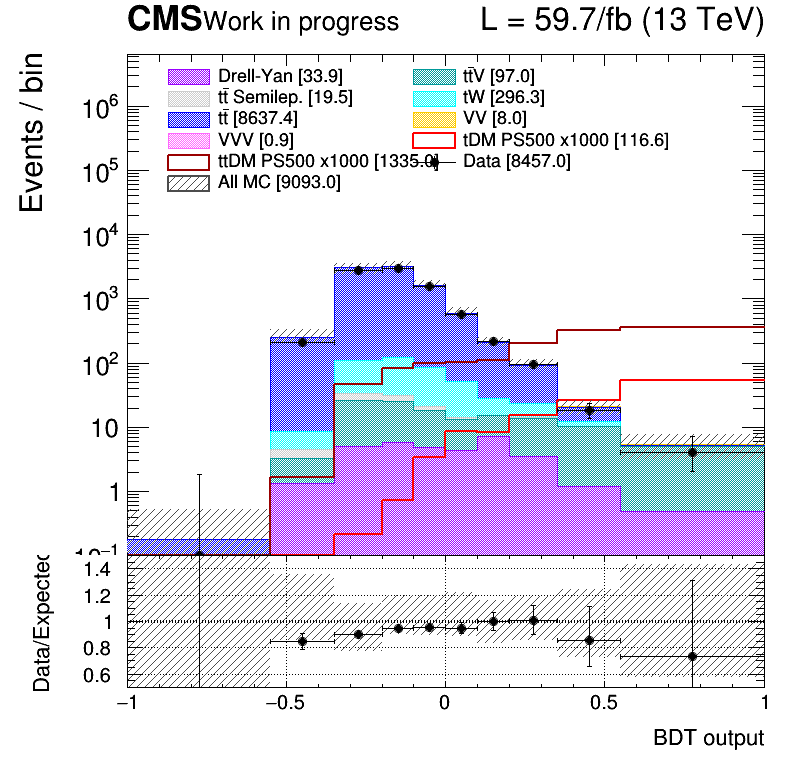 CMS Work in progress L = 59.7/fb (13 TeV)
Events / bin
Drell-Yan [33.9] tt̄V [97.0]
tt̄ Semilep. [19.5] tW [296.3]
tt̄ [8637.4] VV [8.0]
VVV [0.9] tDM PS500 x1000 [116.6]
ttDM PS500 x1000 [1335.0] Data [8457.0]
All MC [9093.0]
10⁶
10⁵
10⁴
10³
10²
10
1
10⁻¹
Data/Expected
1.4
1.2
1
0.8
0.6
−1 −0.5 0 0.5 1
BDT output